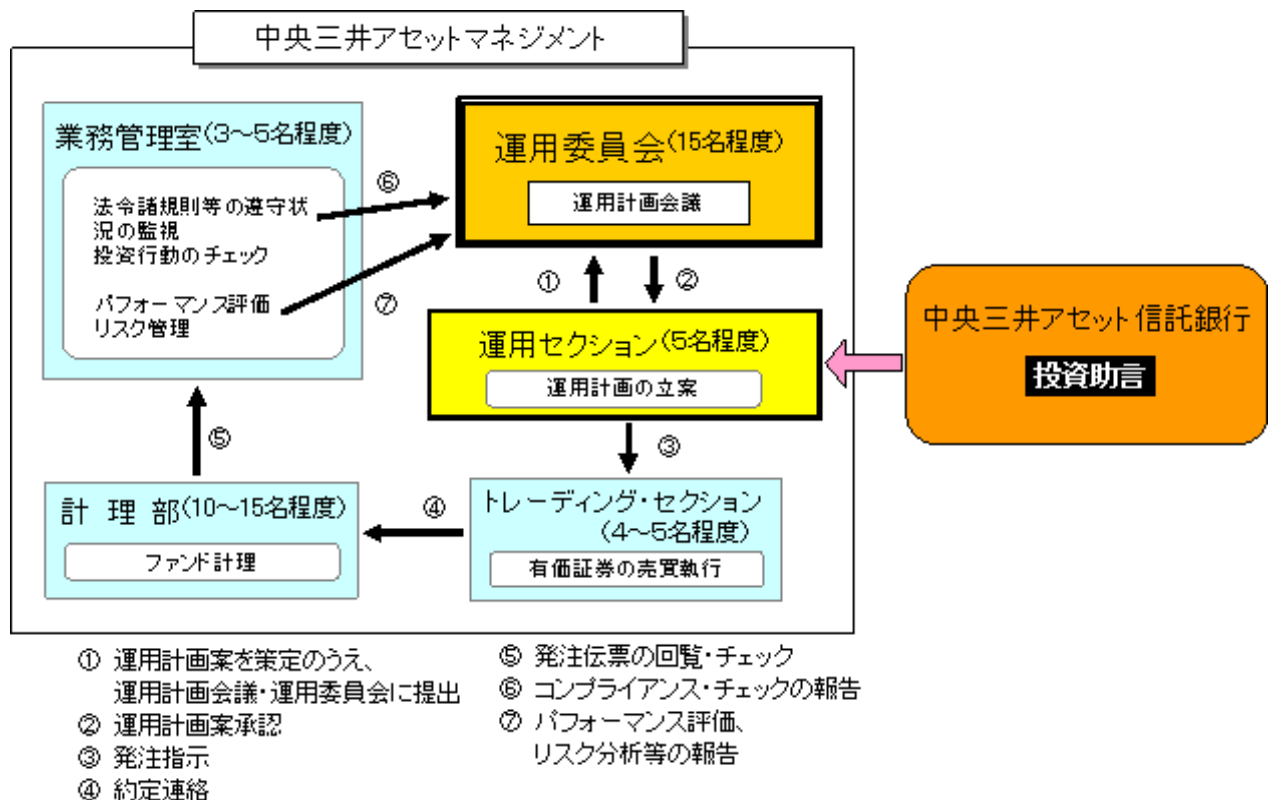 中央三井アセットマネジメント
業務管理室(3～5名程度)
法令諸規則等の遵守状
況の監視
投資行動のチェック
パフォーマンス評価
リスク管理
⑥
⑦
運用委員会(15名程度)
運用計画会議
①
②
運用セクション(5名程度)
運用計画の立案
中央三井アセット信託銀行
投資助言
③
⑤
計理部(10～15名程度)
ファンド計理
④
トレーディング・セクション
(4～5名程度)
有価証券の売買執行
① 運用計画案を策定のうえ、
運用計画会議・運用委員会に提出
② 運用計画案承認
③ 発注指示
④ 約定連絡
⑤ 発注伝票の回覧・チェック
⑥ コンプライアンス・チェックの報告
⑦ パフォーマンス評価、
リスク分析等の報告